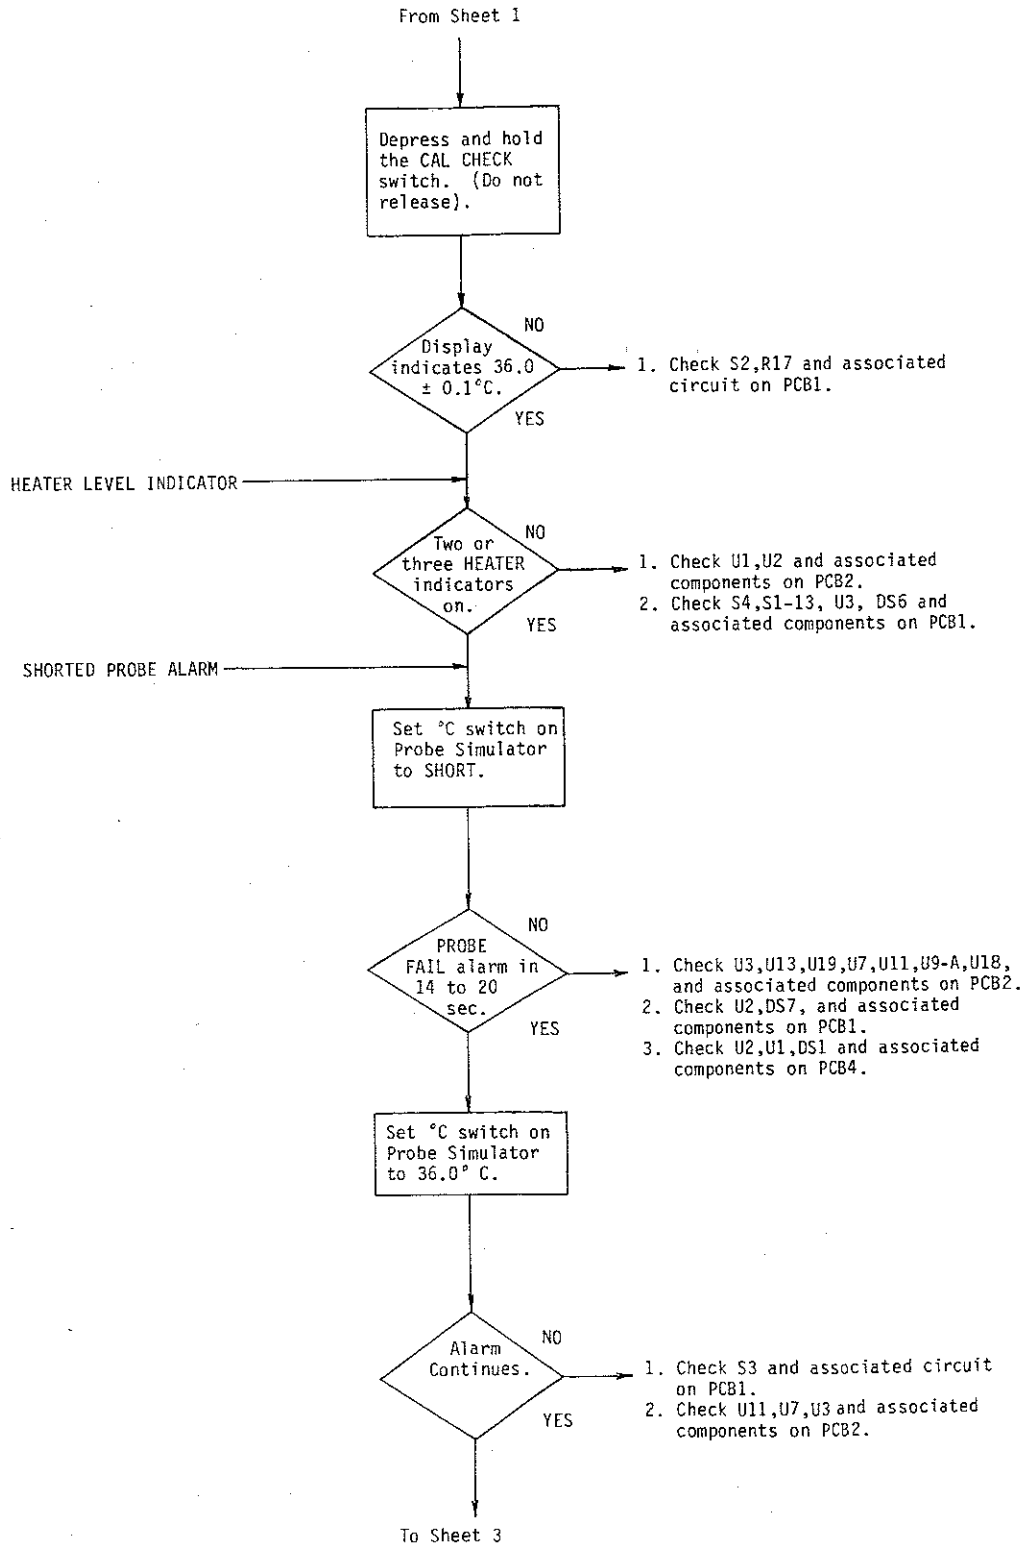 From Sheet 1
Depress and hold
the CAL CHECK
switch. (Do not
release).
NO
Display
indicates 36.0
± 0.1°C.
YES
1. Check S2,R17 and associated
circuit on PCB1.
HEATER LEVEL INDICATOR
NO
Two or
three HEATER
indicators
on.
YES
1. Check U1,U2 and associated
components on PCB2.
2. Check S4,S1-13, U3, DS6 and
associated components on PCB1.
SHORTED PROBE ALARM
Set °C switch on
Probe Simulator
to SHORT.
NO
PROBE
FAIL alarm in
14 to 20
sec.
YES
1. Check U3,U13,U19,U7,U11,U9-A,U18,
and associated components on PCB2.
2. Check U2,DS7, and associated
components on PCB1.
3. Check U2,U1,DS1 and associated
components on PCB4.
Set °C switch on
Probe Simulator
to 36.0° C.
NO
Alarm
Continues.
YES
1. Check S3 and associated circuit
on PCB1.
2. Check U11,U7,U3 and associated
components on PCB2.
To Sheet 3